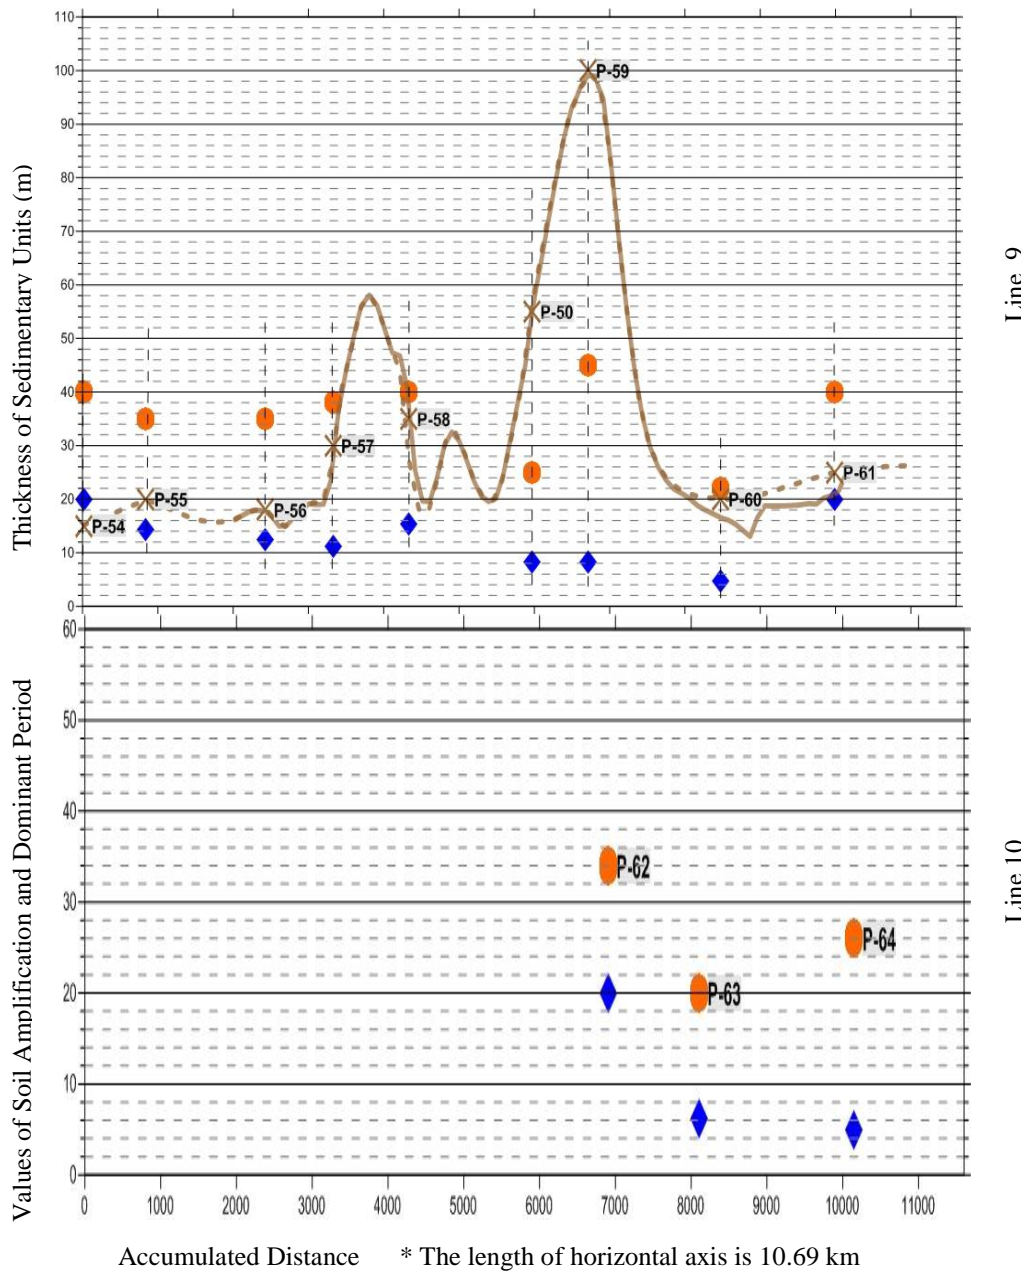 110
100
90
80
70
60
50
40
30
20
10
0
P-59
P-50
P-58
P-57
P-55
P-56
P-54
P-60
P-61
Thickness of Sedimentary Units (m)
Line 9
60
50
40
30
20
10
0
P-62
P-64
P-63
Values of Soil Amplification and Dominant Period
Line 10
0 1000 2000 3000 4000 5000 6000 7000 8000 9000 10000 11000
Accumulated Distance * The length of horizontal axis is 10.69 km